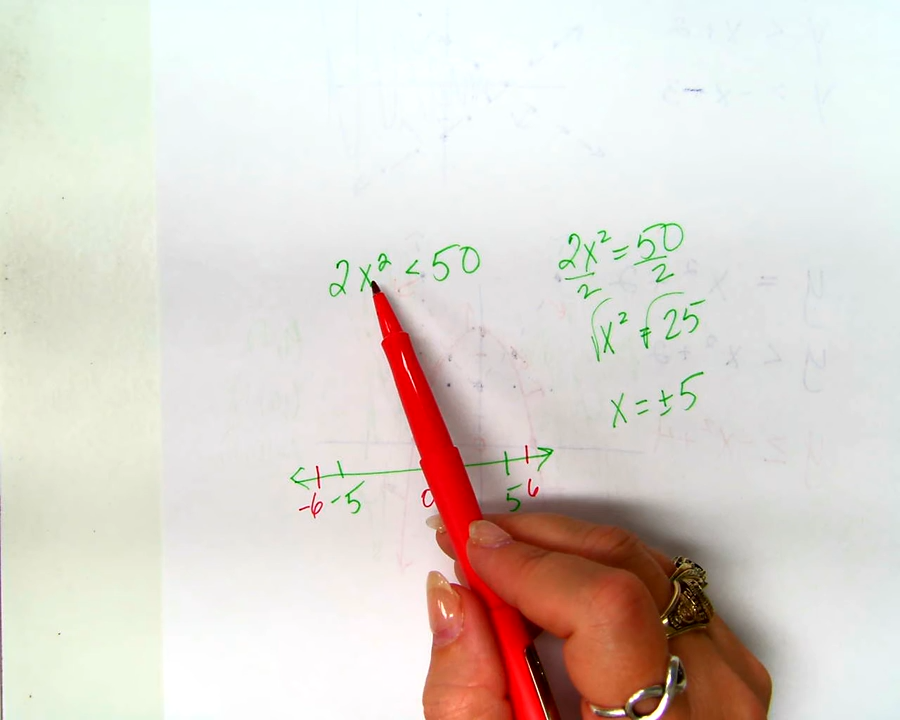 2x² < 50
2x² = 50
2 2
√x² = √25
x = ±5
-6 -5 0 5 6